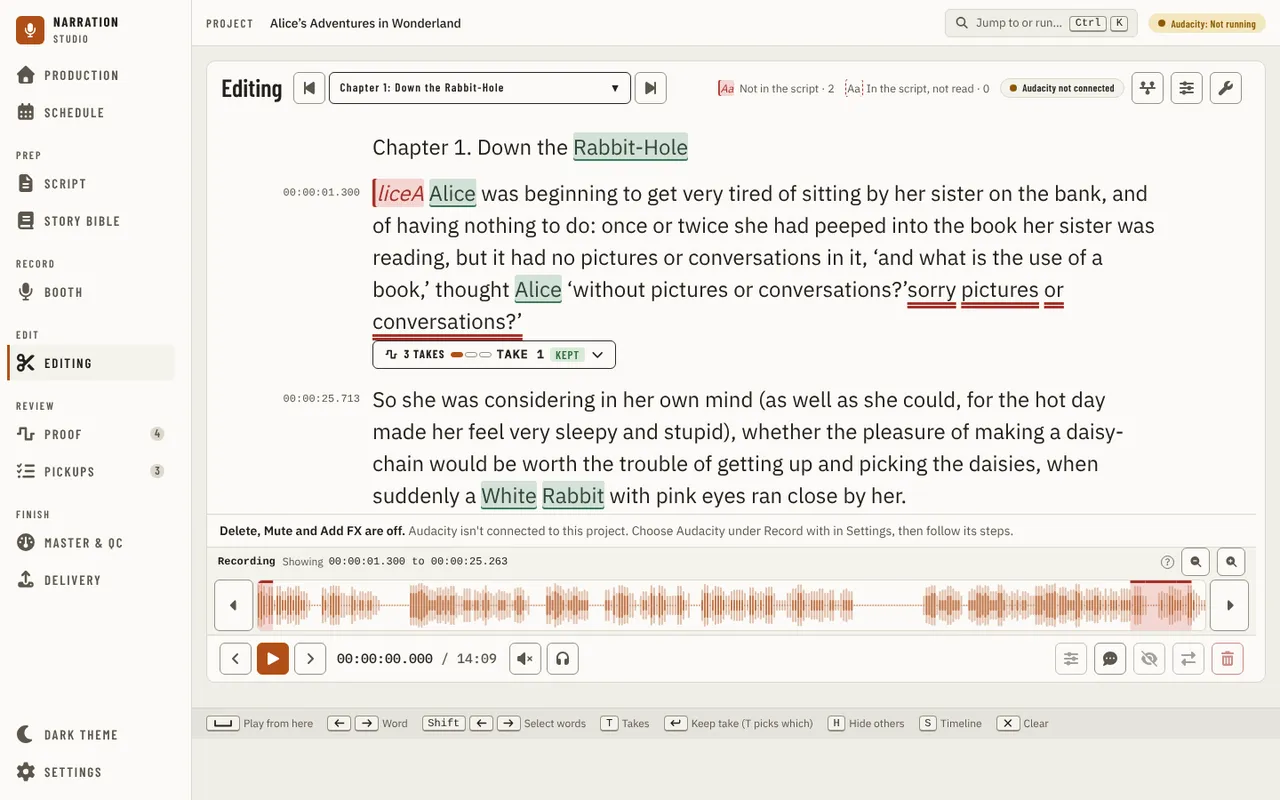 NARRATION
STUDIO
PROJECT Alice's Adventures in Wonderland
Jump to or run... Ctrl K
Audacity: Not running
PRODUCTION
SCHEDULE
PREP
SCRIPT
STORY BIBLE
RECORD
BOOTH
EDIT
EDITING
REVIEW
PROOF 4
PICKUPS 3
FINISH
MASTER & QC
DELIVERY
DARK THEME
SETTINGS
Editing
Chapter 1: Down the Rabbit-Hole
Aa Not in the script · 2 Aa In the script, not read · 0
Audacity not connected
Chapter 1. Down the Rabbit-Hole
00:00:01.300 liceA Alice was beginning to get very tired of sitting by her sister on the bank, and
of having nothing to do: once or twice she had peeped into the book her sister was
reading, but it had no pictures or conversations in it, ‘and what is the use of a
book,’ thought Alice ‘without pictures or conversations?’sorry pictures or
conversations?’
3 TAKES TAKE 1 KEPT
00:00:25.713 So she was considering in her own mind (as well as she could, for the hot day
made her feel very sleepy and stupid), whether the pleasure of making a daisy-
chain would be worth the trouble of getting up and picking the daisies, when
suddenly a White Rabbit with pink eyes ran close by her.
Delete, Mute and Add FX are off. Audacity isn't connected to this project. Choose Audacity under Record with in Settings, then follow its steps.
Recording Showing 00:00:01.300 to 00:00:25.263
?
00:00:00.000 / 14:09
Play from here ← → Word Shift ← → Select words T Takes ↵ Keep take (T picks which) H Hide others S Timeline ✕ Clear